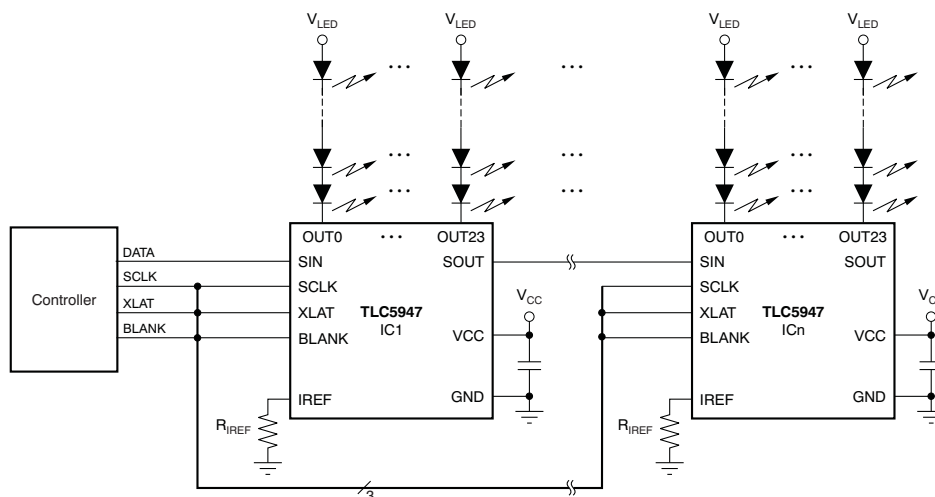 VLED VLED VLED VLED
OUT0 OUT23 OUT0 OUT23
DATA SIN SOUT SIN SOUT
SCLK SCLK SCLK
Controller XLAT XLAT TLC5947 IC1 VCC XLAT TLC5947 ICn
BLANK BLANK VCC BLANK VCC
IREF GND IREF GND
RIREF RIREF
3